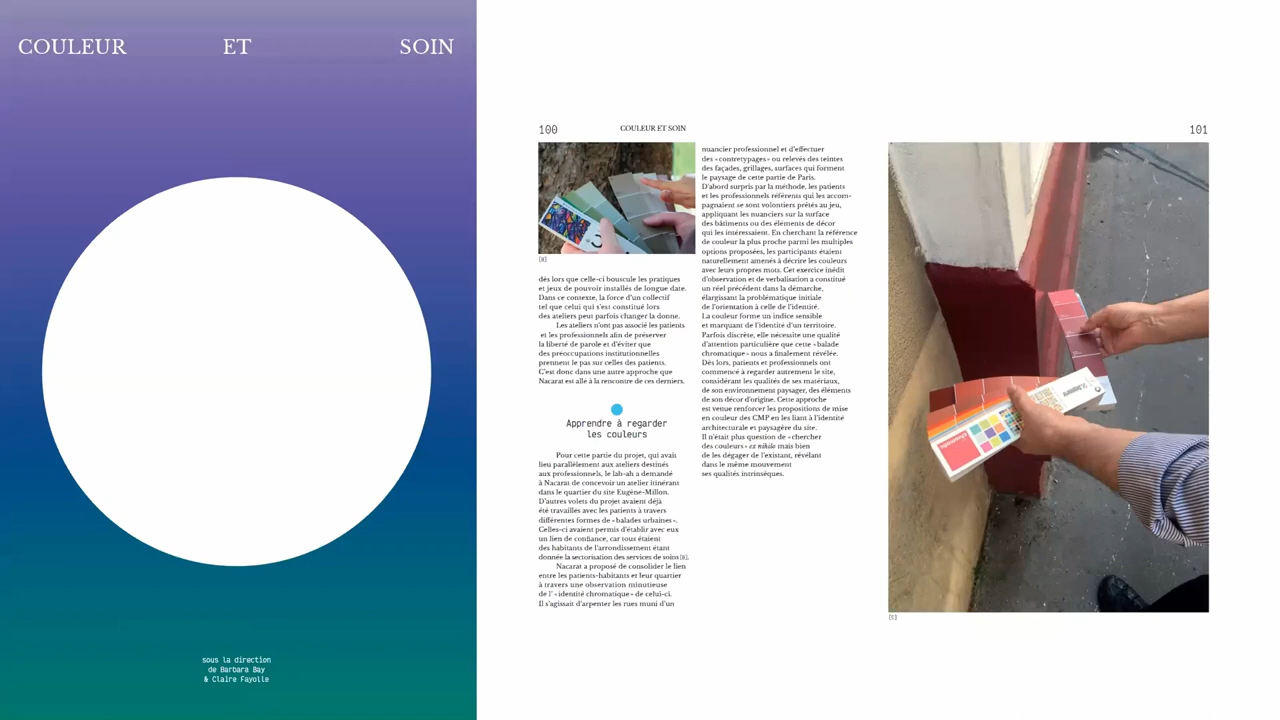 COULEUR ET SOIN
sous la direction
de Barbara Bay
& Claire Fayolle
100
COULEUR ET SOIN
[B]
dès lors que celle-ci bouscule les pratiques
et jeux de pouvoir installés de longue date.
Dans ce contexte, la force d'un collectif
tel que celui qui s'est constitué lors
des ateliers peut parfois changer la donne.
Les ateliers n'ont pas associé les patients
et les professionnels afin de préserver
la liberté de parole et d'éviter que
des préoccupations institutionnelles
prennent le pas sur celles des patients.
C'est donc dans une autre approche que
Nacarat est allé à la rencontre de ces derniers.
Apprendre à regarder
les couleurs
Pour cette partie du projet, qui avait
lieu parallèlement aux ateliers destinés
aux professionnels, le lab-ah a demandé
à Nacarat de concevoir un atelier itinérant
dans le quartier du site Eugène-Millon.
D'autres volets du projet avaient déjà
été travaillés avec les patients à travers
différentes formes de « balades urbaines ».
Celles-ci avaient permis d'établir avec eux
un lien de confiance, car tous étaient
des habitants de l'arrondissement étant
donnée la sectorisation des services de soins [B].
Nacarat a proposé de consolider le lien
entre les patients-habitants et leur quartier
à travers une observation minutieuse
de l' « identité chromatique » de celui-ci.
Il s'agissait d'arpenter les rues muni d'un
nuancier professionnel et d'effectuer
des « contretypages » ou relevés des teintes
des façades, grillages, surfaces qui forment
le paysage de cette partie de Paris.
D'abord surpris par la méthode, les patients
et les professionnels référents qui les accom-
pagnaient se sont volontiers prêtés au jeu,
appliquant les nuanciers sur la surface
des bâtiments ou des éléments de décor
qui les intéressaient. En cherchant la référence
de couleur la plus proche parmi les multiples
options proposées, les participants étaient
naturellement amenés à décrire les couleurs
avec leurs propres mots. Cet exercice inédit
d'observation et de verbalisation a constitué
un réel précédent dans la démarche,
élargissant la problématique initiale
de l'orientation à celle de l'identité.
La couleur forme un indice sensible
et marquant de l'identité d'un territoire.
Parfois discrète, elle nécessite une qualité
d'attention particulière que cette « balade
chromatique » nous a finalement révélée.
Dès lors, patients et professionnels ont
commencé à regarder autrement le site,
considérant les qualités de ses matériaux,
de son environnement paysager, des éléments
de son décor d'origine. Cette approche
est venue renforcer les propositions de mise
en couleur des CMP en les liant à l'identité
architecturale et paysagère du site.
Il n'était plus question de « chercher
des couleurs » ex nihilo mais bien
de les dégager de l'existant, révélant
dans le même mouvement
ses qualités intrinsèques.
101
[C]